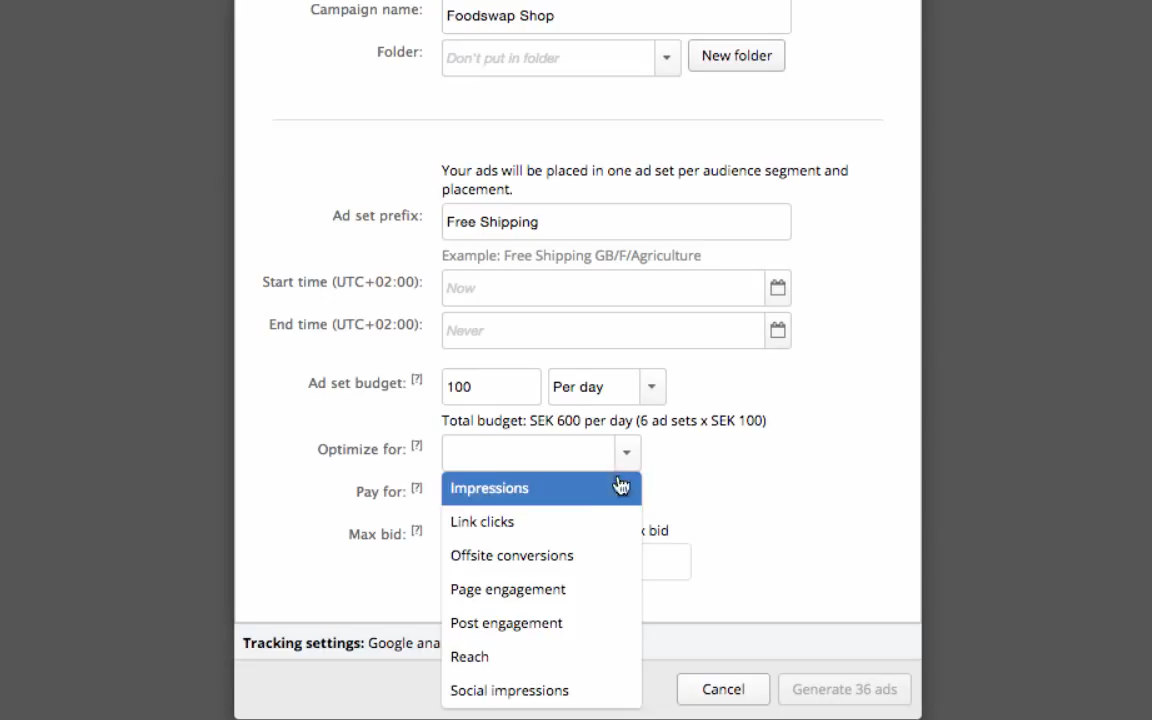 Campaign name: Foodswap Shop
Folder: Don't put in folder New folder
Your ads will be placed in one ad set per audience segment and
placement.
Ad set prefix: Free Shipping
Example: Free Shipping GB/F/Agriculture
Start time (UTC+02:00): Now
End time (UTC+02:00): Never
Ad set budget: [?] 100 Per day
Total budget: SEK 600 per day (6 ad sets x SEK 100)
Optimize for: [?]
Impressions
Pay for: [?]
Link clicks
Max bid: [?] bid
Offsite conversions
Page engagement
Post engagement
Tracking settings: Google ana
Reach
Social impressions
Cancel Generate 36 ads